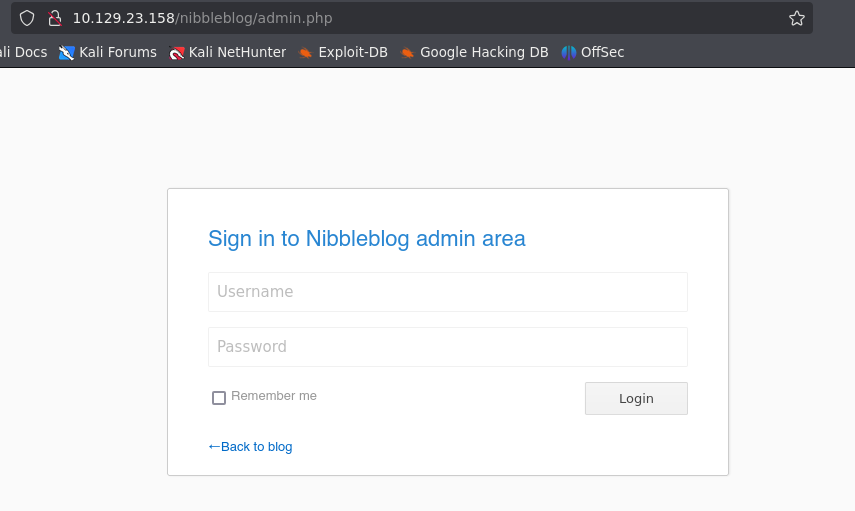 10.129.23.158/nibbleblog/admin.php
ali Docs Kali Forums Kali NetHunter Exploit-DB Google Hacking DB OffSec
Sign in to Nibbleblog admin area
Username
Password
Remember me Login
←Back to blog